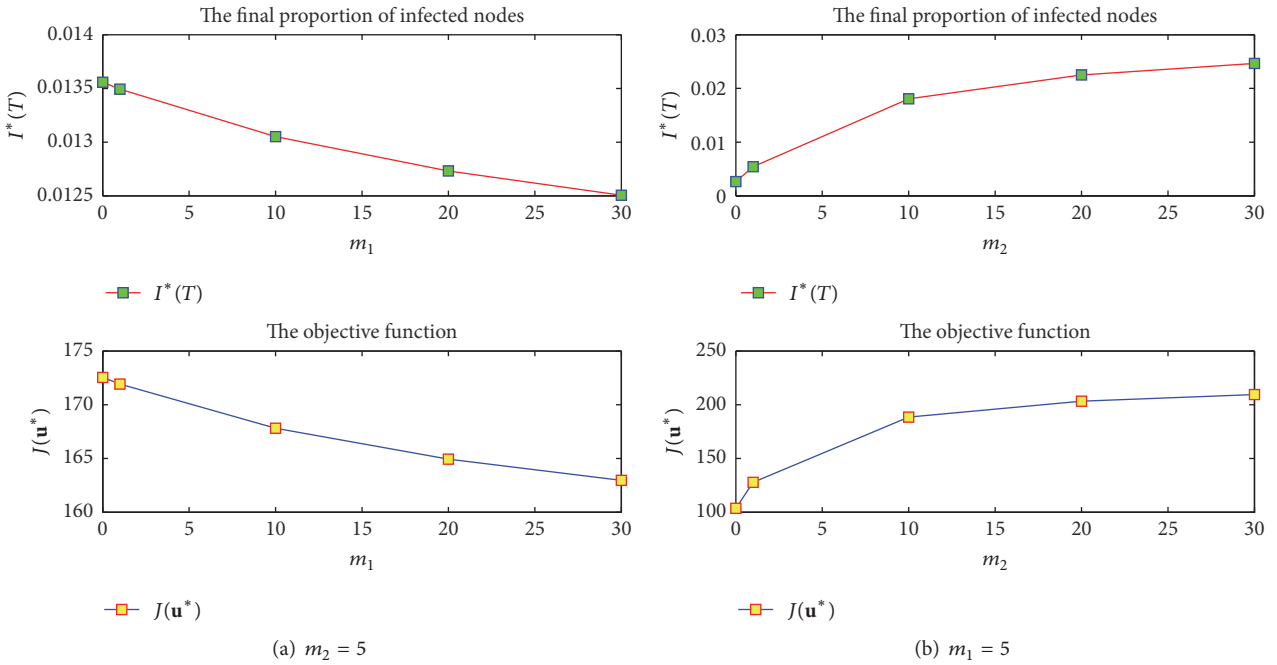 The final proportion of infected nodes
0.014
0.0135
0.013
0.0125
I*(T)
0 5 10 15 20 25 30
m₁
I*(T)
The objective function
175
170
165
160
J(u*)
0 5 10 15 20 25 30
m₁
J(u*)
(a) m₂ = 5
The final proportion of infected nodes
0.03
0.02
0.01
0
I*(T)
0 5 10 15 20 25 30
m₂
I*(T)
The objective function
250
200
150
100
J(u*)
0 5 10 15 20 25 30
m₂
J(u*)
(b) m₁ = 5